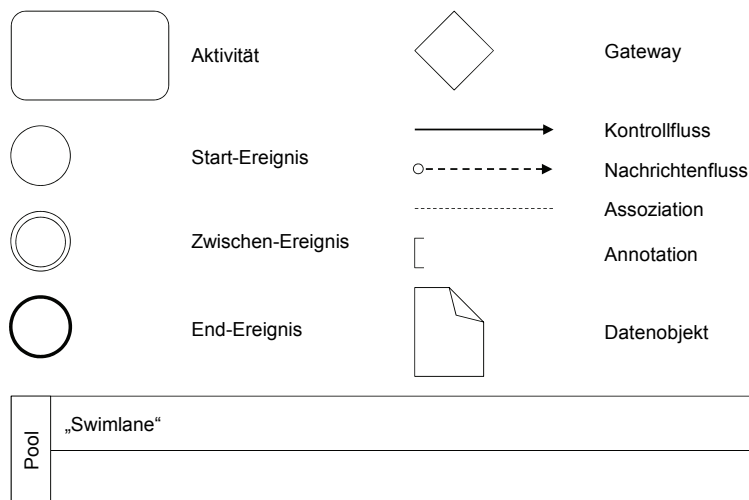 Aktivität
Gateway
Start-Ereignis
Kontrollfluss
Nachrichtenfluss
Assoziation
Zwischen-Ereignis
Annotation
End-Ereignis
Datenobjekt
Pool
„Swimlane“